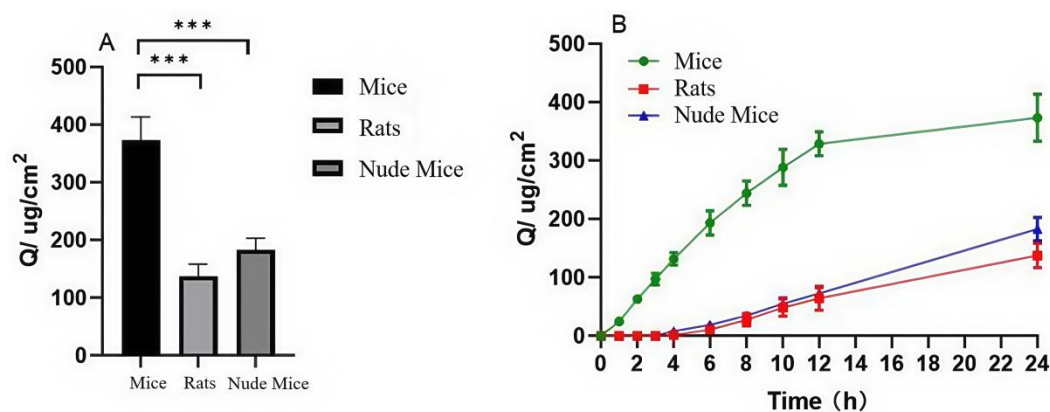 A
***
***
500
400
300
200
100
0
Q/ ug/cm²
Mice
Rats
Nude Mice
Mice
Rats
Nude Mice
B
500
400
300
200
100
0
Q/ ug/cm²
Mice
Rats
Nude Mice
0 2 4 6 8 10 12 14 16 18 20 22 24
Time（h）